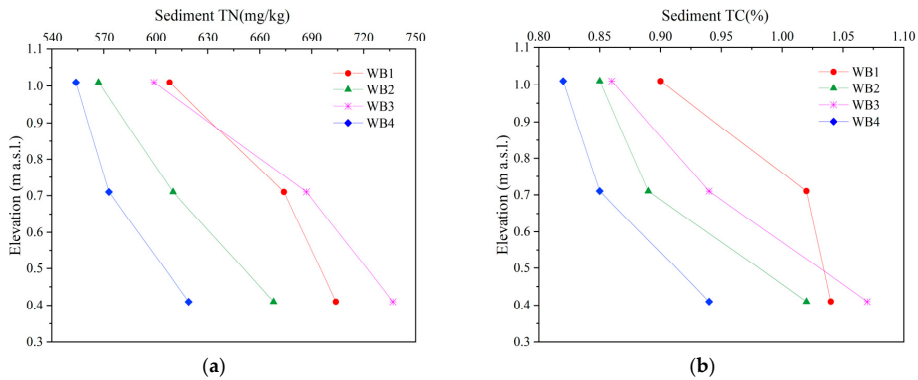 Sediment TN(mg/kg)
540 570 600 630 660 690 720 750
1.1
1.0
0.9
0.8
0.7
0.6
0.5
0.4
0.3
Elevation (m a.s.l.)
WB1
WB2
WB3
WB4
(a)
Sediment TC(%)
0.80 0.85 0.90 0.95 1.00 1.05 1.10
1.1
1.0
0.9
0.8
0.7
0.6
0.5
0.4
0.3
Elevation (m a.s.l.)
WB1
WB2
WB3
WB4
(b)